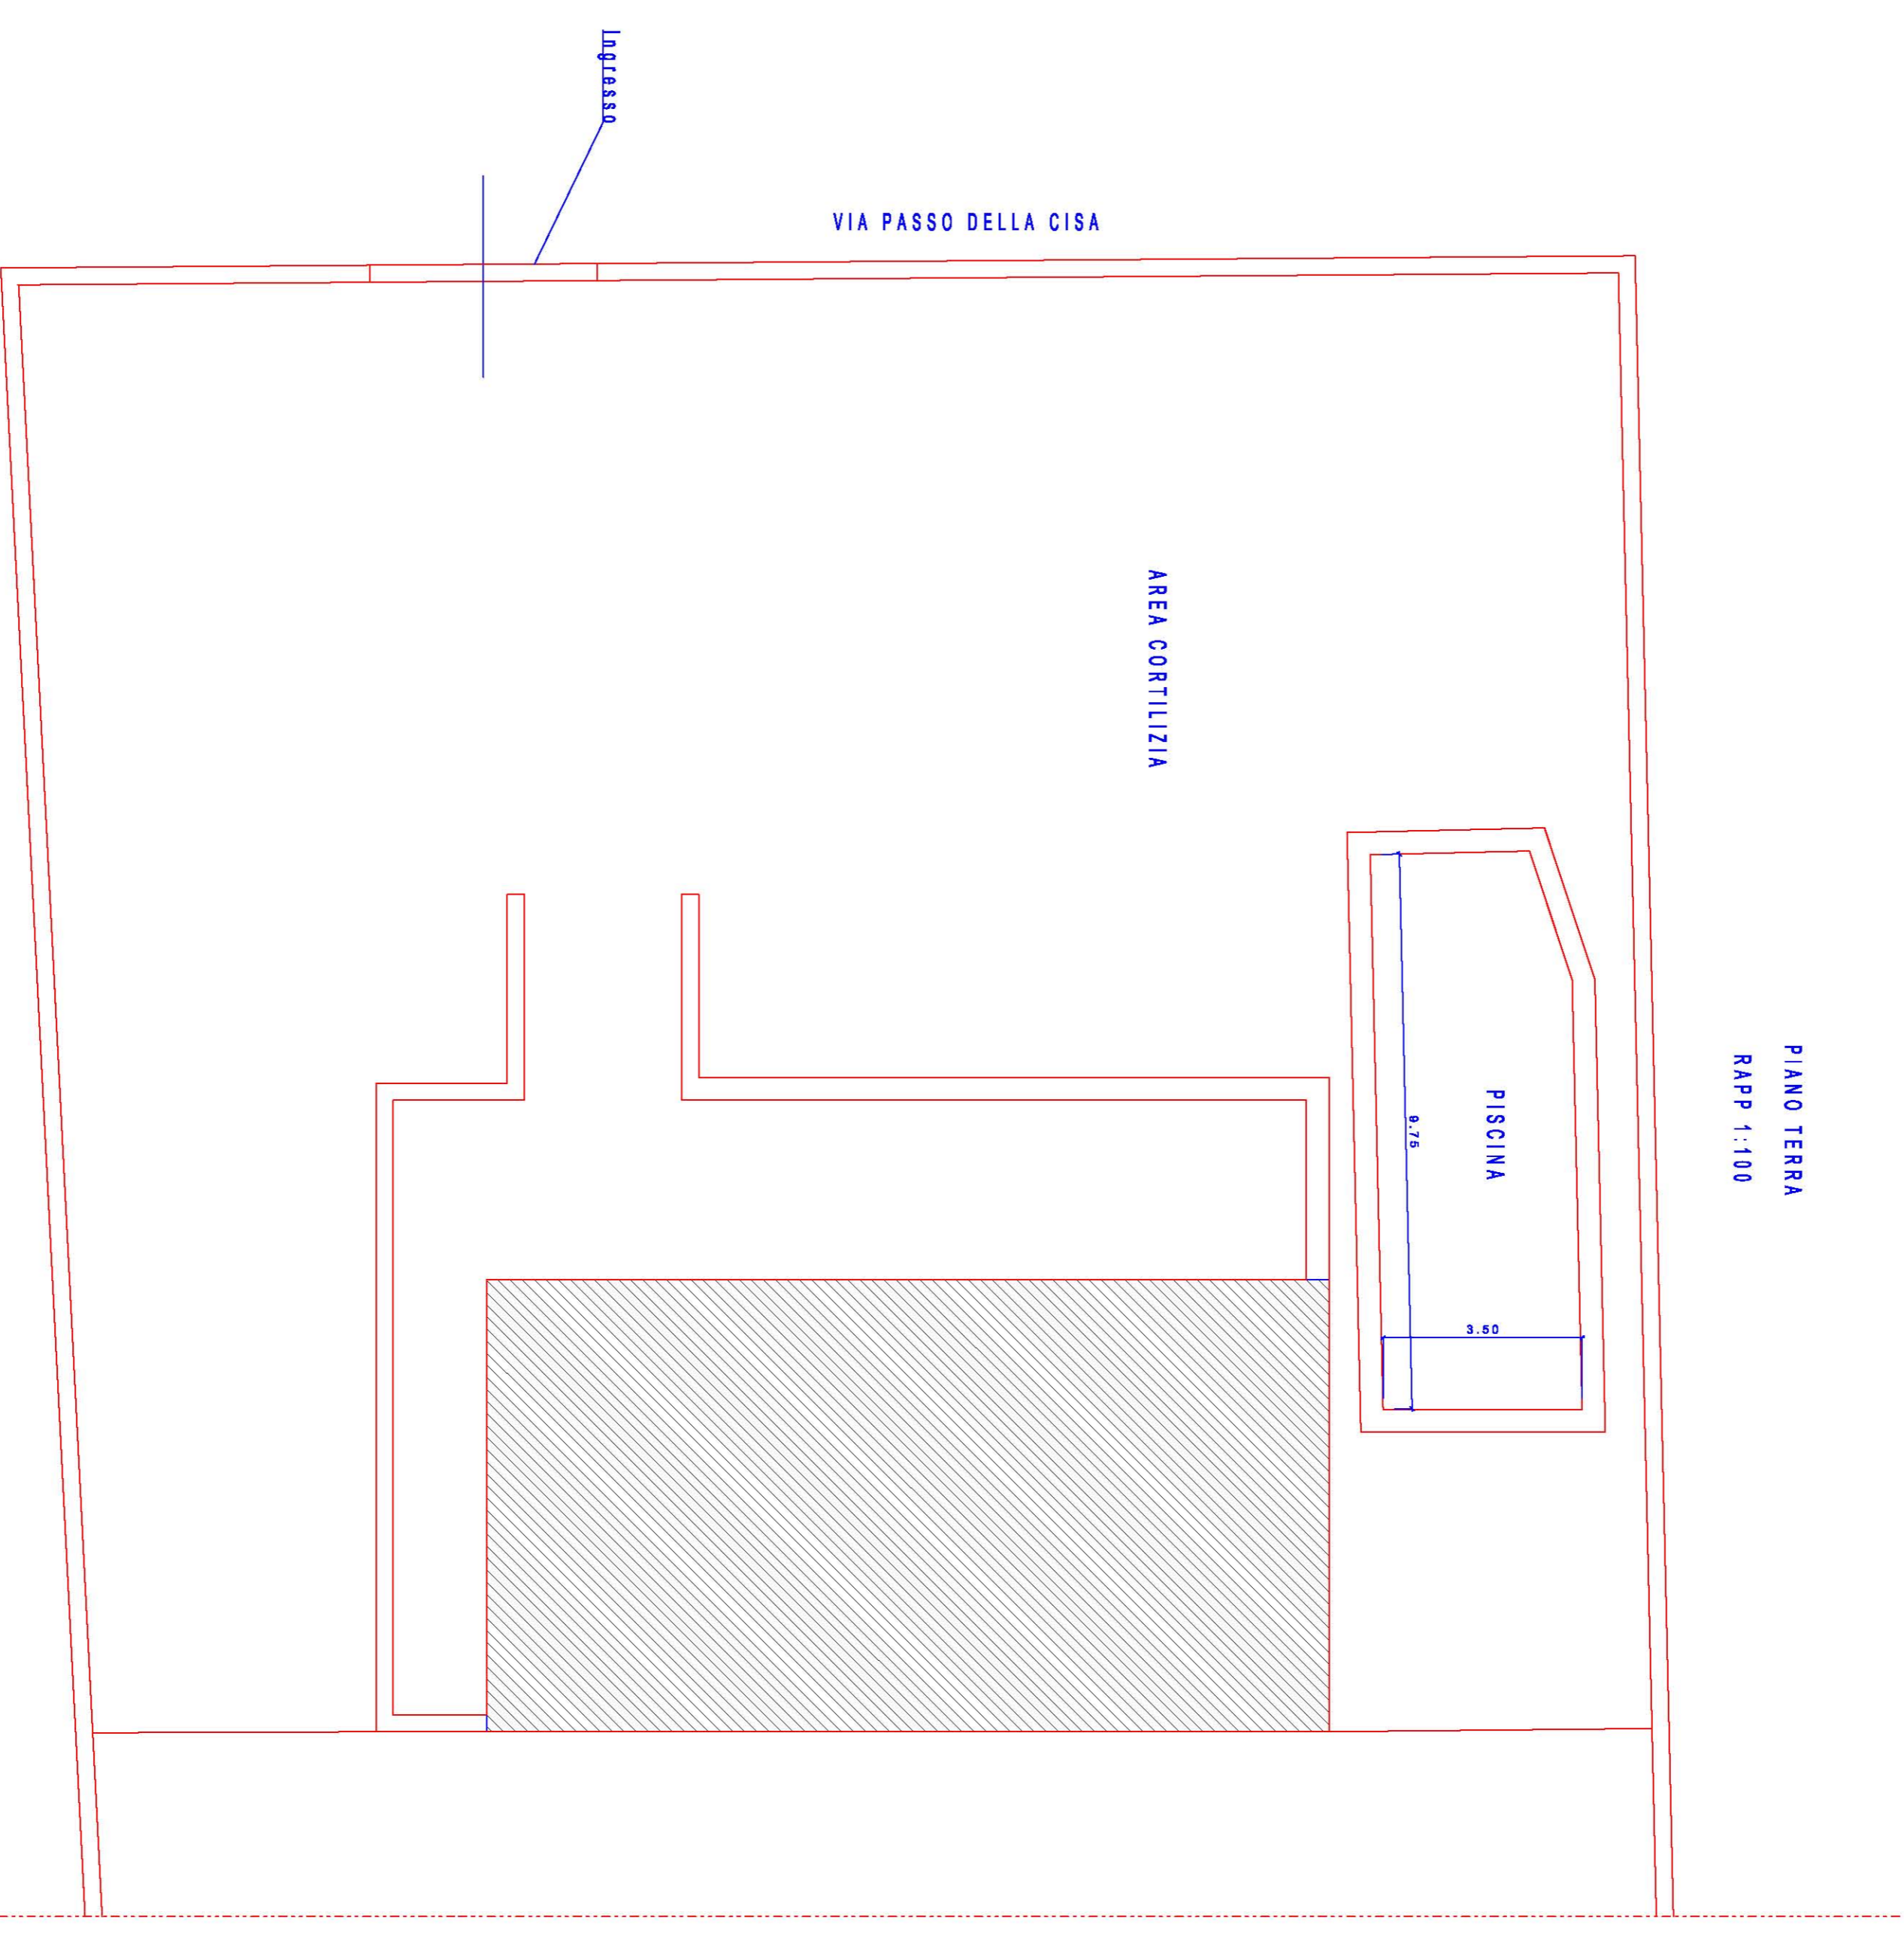 Ingresso
VIA PASSO DELLA CISA
AREA CORTILIZIA
PISCINA
9.75
3.50
PIANO TERRA
RAPP 1:100